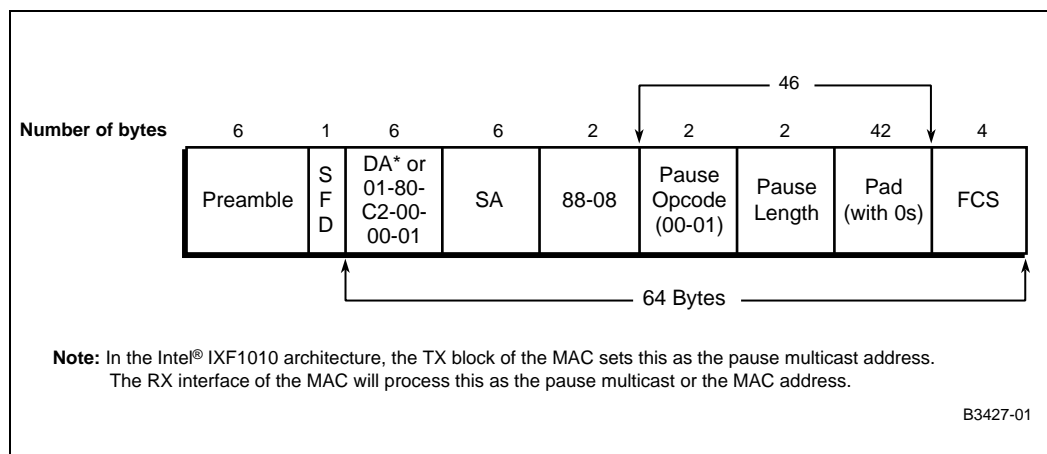 46
Number of bytes 6 1 6 6 2 2 2 42 4
Preamble
S
F
D
DA* or
01-80-
C2-00-
00-01
SA
88-08
Pause
Opcode
(00-01)
Pause
Length
Pad
(with 0s)
FCS
64 Bytes
Note: In the Intel® IXF1010 architecture, the TX block of the MAC sets this as the pause multicast address.
The RX interface of the MAC will process this as the pause multicast or the MAC address.
B3427-01